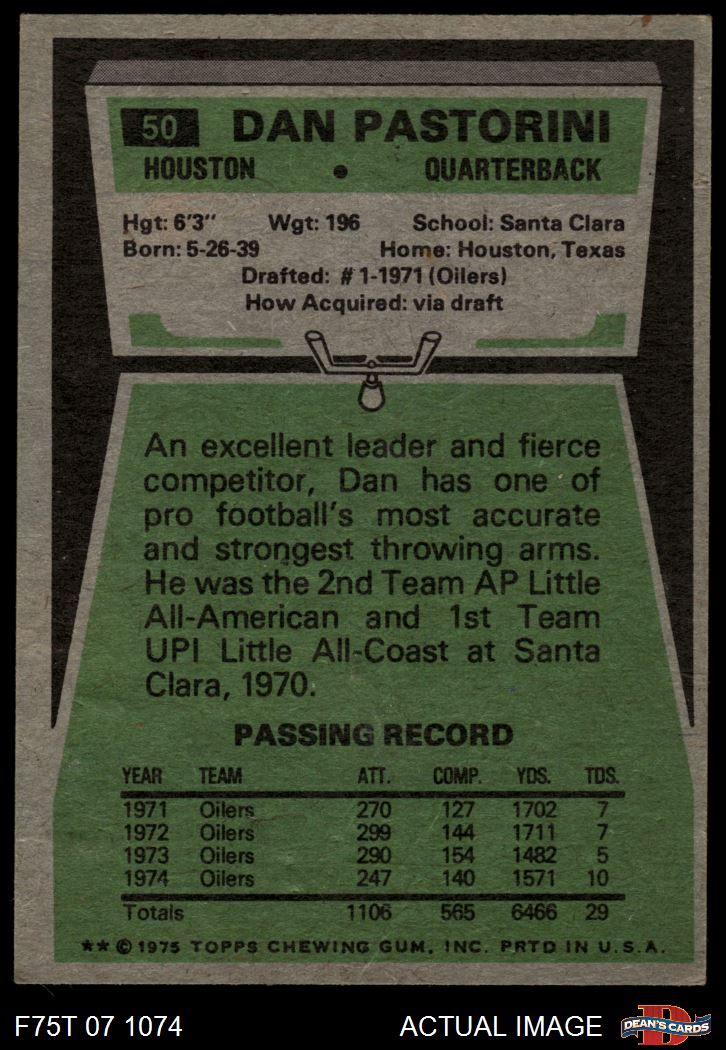 50 DAN PASTORINI
HOUSTON • QUARTERBACK
Hgt: 6'3" Wgt: 196 School: Santa Clara
Born: 5-26-39 Home: Houston, Texas
Drafted: #1-1971 (Oilers)
How Acquired: via draft
An excellent leader and fierce
competitor, Dan has one of
pro football's most accurate
and strongest throwing arms.
He was the 2nd Team AP Little
All-American and 1st Team
UPI Little All-Coast at Santa
Clara, 1970.
PASSING RECORD
YEAR TEAM ATT. COMP. YDS. TDS.
1971 Oilers 270 127 1702 7
1972 Oilers 299 144 1711 7
1973 Oilers 290 154 1482 5
1974 Oilers 247 140 1571 10
Totals 1106 565 6466 29
**©1975 TOPPS CHEWING GUM, INC. PRTD IN U.S.A.
F75T 07 1074 ACTUAL IMAGE D DEAN'S CARDS